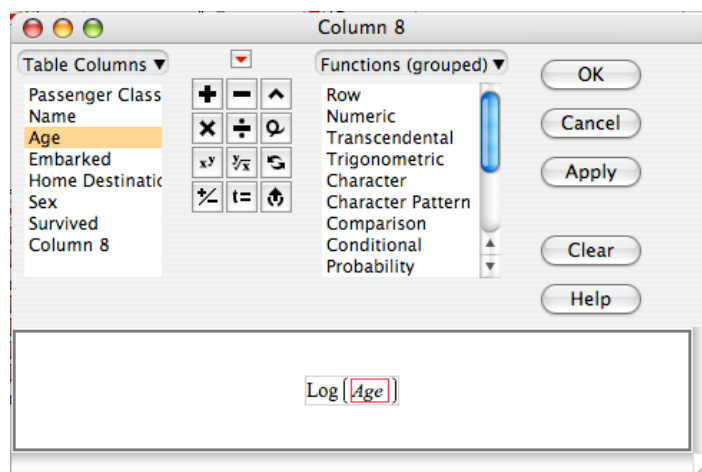 Column 8
Table Columns ▼
Passenger Class
Name
Age
Embarked
Home Destinatic
Sex
Survived
Column 8
+ − ^
× ÷
xʸ ʸ√x
+/− t=
Functions (grouped) ▼
Row
Numeric
Transcendental
Trigonometric
Character
Character Pattern
Comparison
Conditional
Probability
OK
Cancel
Apply
Clear
Help
Log(Age)